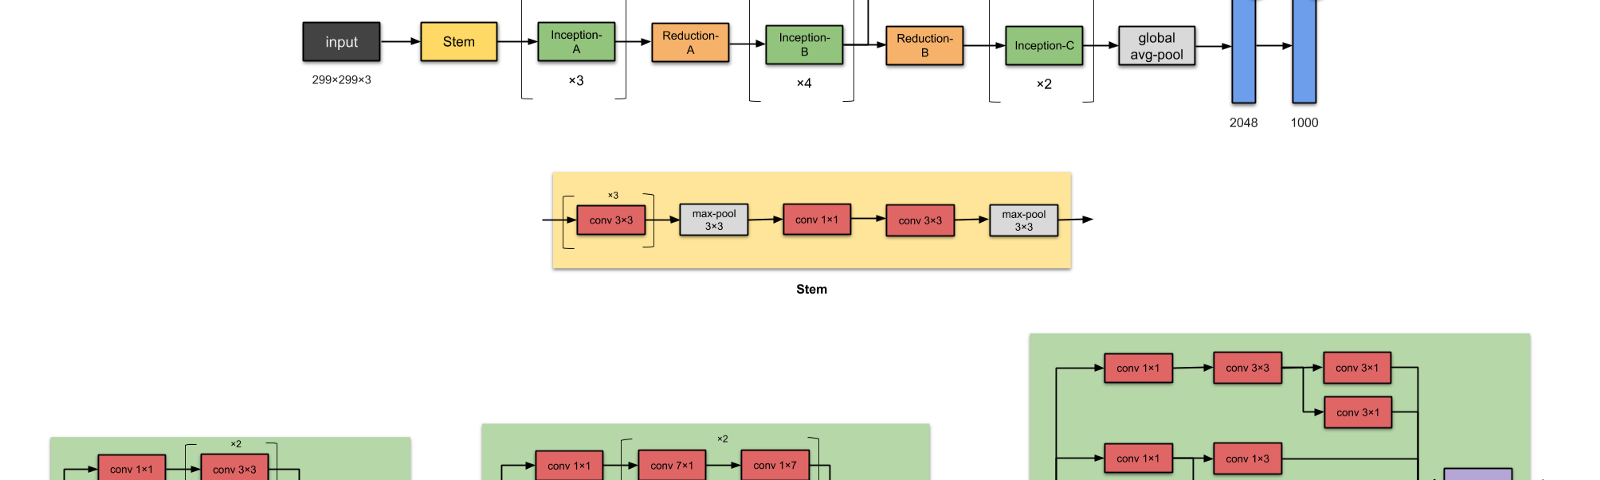 input
Stem
Inception-
A
Reduction-
A
Inception-
B
Reduction-
B
Inception-C
global
avg-pool
299×299×3
×3
×4
×2
2048
1000
×3
conv 3×3
max-pool
3×3
conv 1×1
conv 3×3
max-pool
3×3
Stem
conv 1×1
conv 3×3
conv 3×1
conv 3×1
conv 1×1
conv 1×3
×2
conv 1×1
conv 3×3
×2
conv 1×1
conv 7×1
conv 1×7